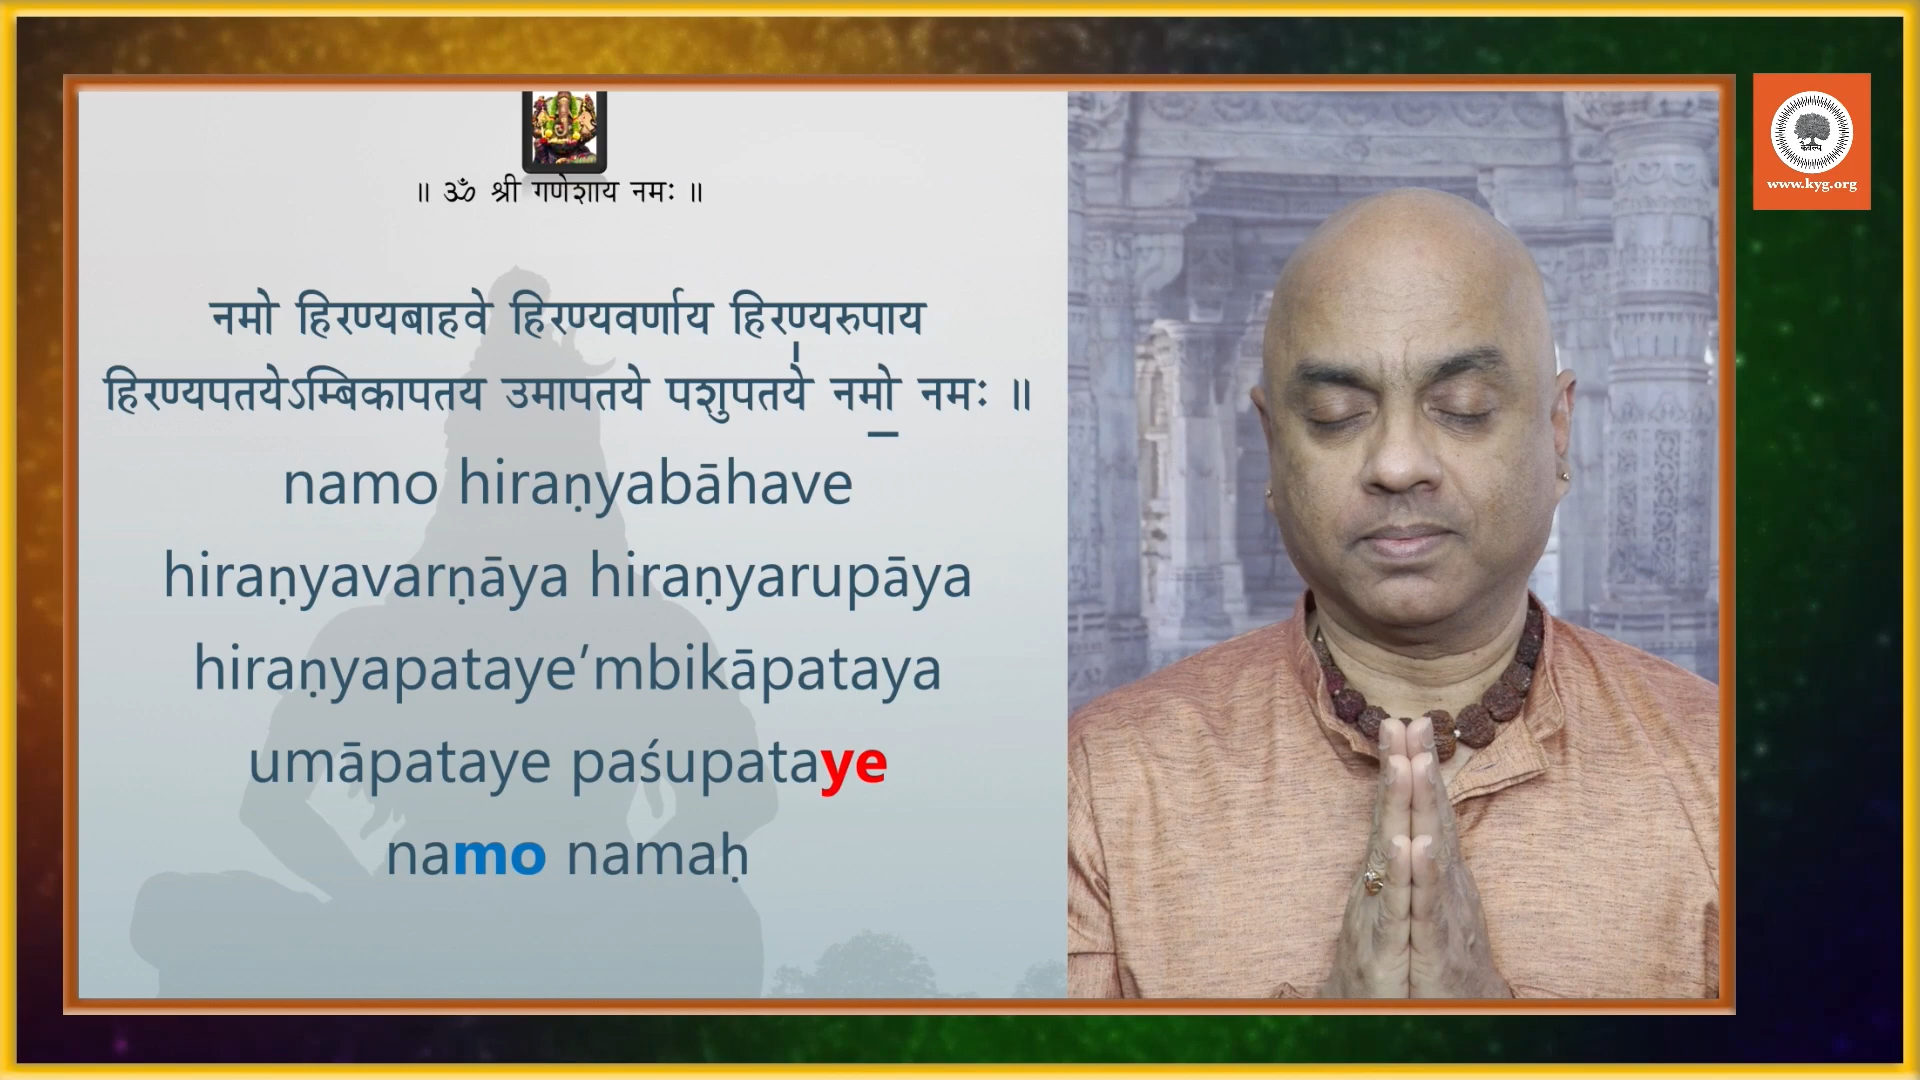 ॥ ॐ श्री गणेशाय नमः ॥
नमो हिरण्यबाहवे हिरण्यवर्णाय हिरण्यरुपाय
हिरण्यपतयेऽम्बिकापतय उमापतये पशुपतये॑ नमो॒ नमः ॥
namo hiraṇyabāhave
hiraṇyavarṇāya hiraṇyarupāya
hiraṇyapataye’mbikāpataya
umāpataye paśupataye
namo namaḥ
कैवल्य
www.kyg.org